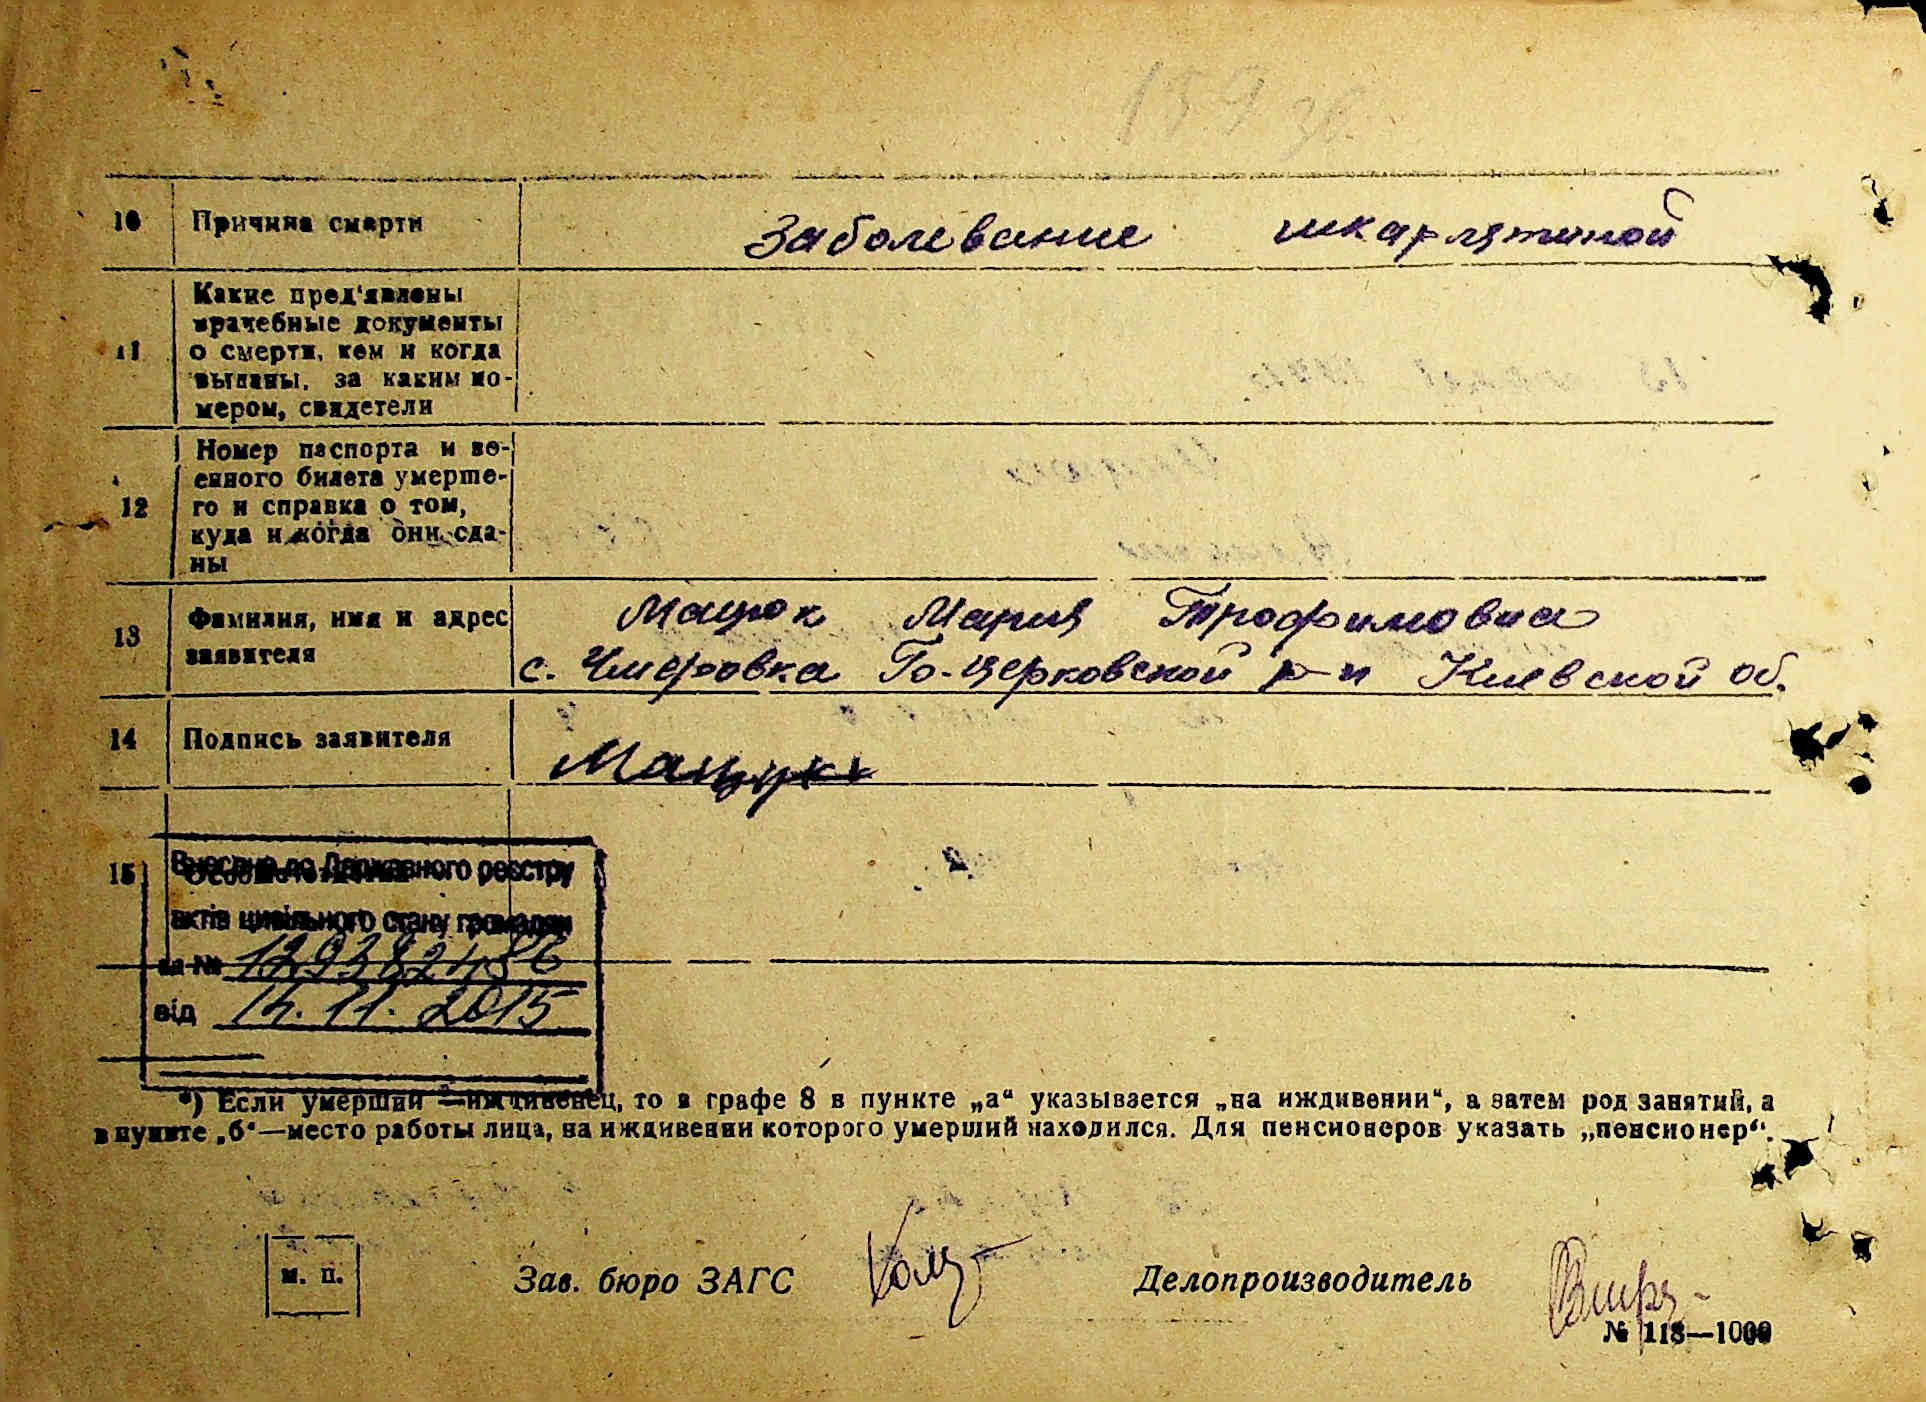 159
10 Причина смерти Заболевание шкарлятиной
11 Какие пред'явлены
врачебные документы
о смерти, кем и когда
выданы, за каким но-
мером, свидетели
12 Номер паспорта и во-
енного билета умерше-
го и справка о том,
куда и когда они сда-
ны
13 Фамилия, имя и адрес
заявителя
Мацюк Мария Трофимовна
с. Чмеровка Бо-церковской р-н Киевской об.
14 Подпись заявителя Мацюк
15
Внесено до Державного реєстру
актів цивільного стану громадян
за №
від 14.11.2015
*) Если умерший —иждивенец, то в графе 8 в пункте „а“ указывается „на иждивении“, а затем род занятий, а
в пункте „б“—место работы лица, на иждивении которого умерший находился. Для пенсионеров указать „пенсионер“.
м. п.
Зав. бюро ЗАГС
Делопроизводитель
№ 118—1000